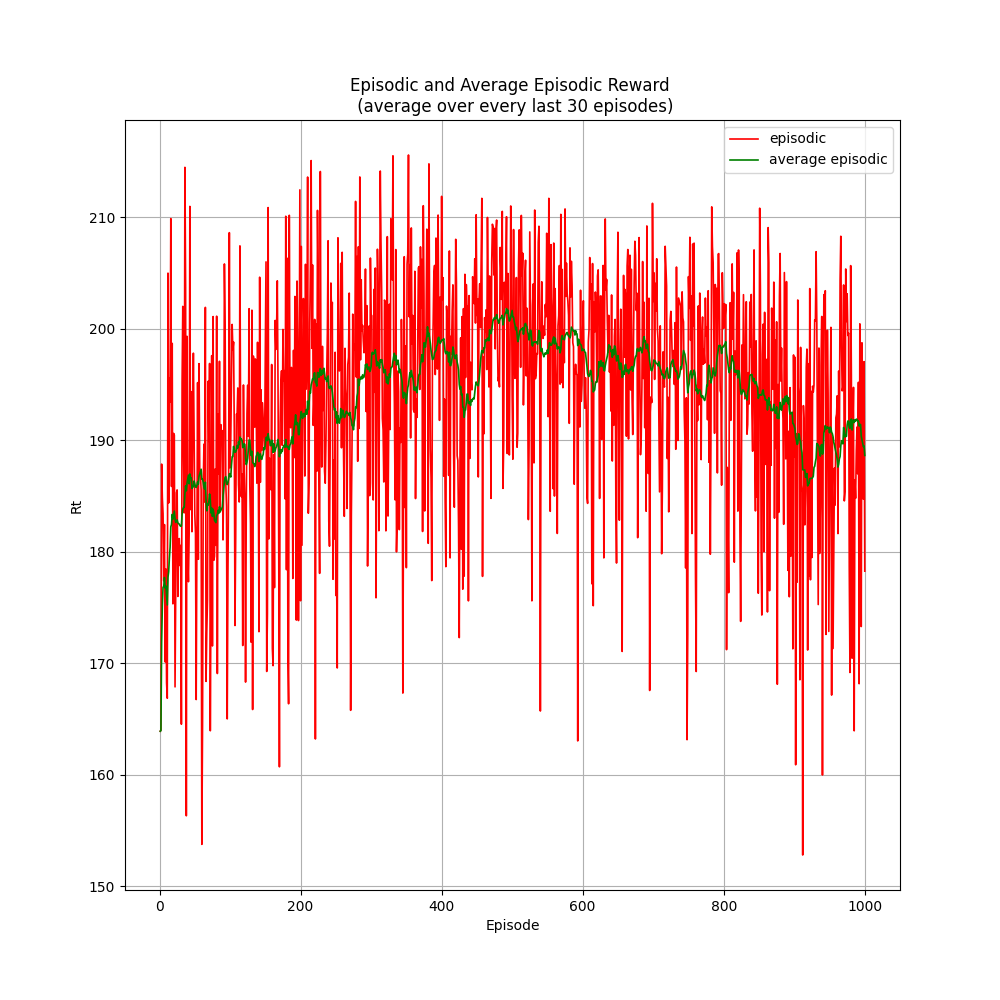 Episodic and Average Episodic Reward
(average over every last 30 episodes)
episodic
average episodic
210
200
190
180
170
160
150
Rt
0 200 400 600 800 1000
Episode